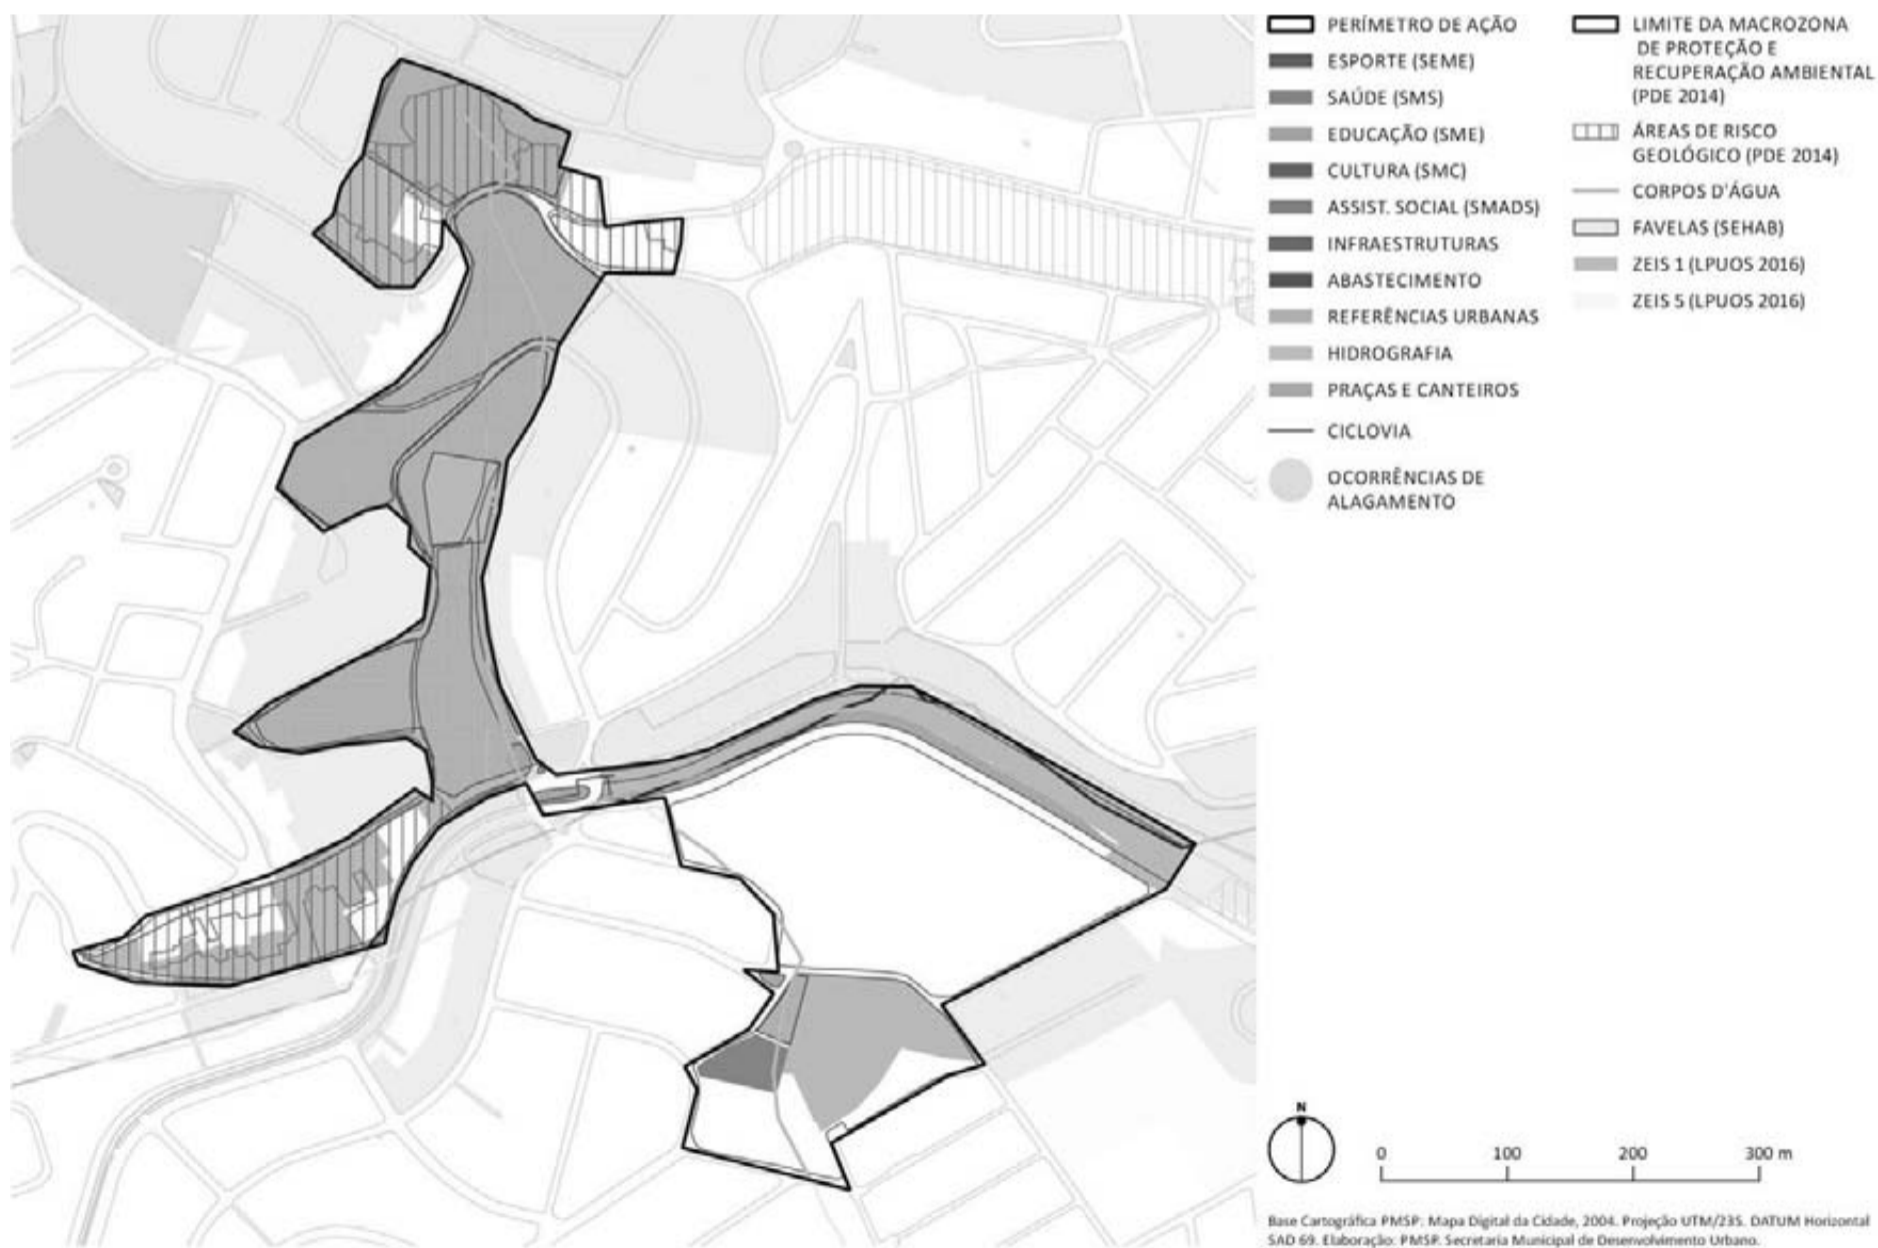 PERÍMETRO DE AÇÃO
ESPORTE (SEME)
SAÚDE (SMS)
EDUCAÇÃO (SME)
CULTURA (SMC)
ASSIST. SOCIAL (SMADS)
INFRAESTRUTURAS
ABASTECIMENTO
REFERÊNCIAS URBANAS
HIDROGRAFIA
PRAÇAS E CANTEIROS
CICLOVIA
OCORRÊNCIAS DE
ALAGAMENTO
LIMITE DA MACROZONA
DE PROTEÇÃO E
RECUPERAÇÃO AMBIENTAL
(PDE 2014)
ÁREAS DE RISCO
GEOLÓGICO (PDE 2014)
CORPOS D'ÁGUA
FAVELAS (SEHAB)
ZEIS 1 (LPUOS 2016)
ZEIS 5 (LPUOS 2016)
N
0 100 200 300 m
Base Cartográfica PMSP: Mapa Digital da Cidade, 2004. Projeção UTM/23S. DATUM Horizontal
SAD 69. Elaboração: PMSP. Secretaria Municipal de Desenvolvimento Urbano.